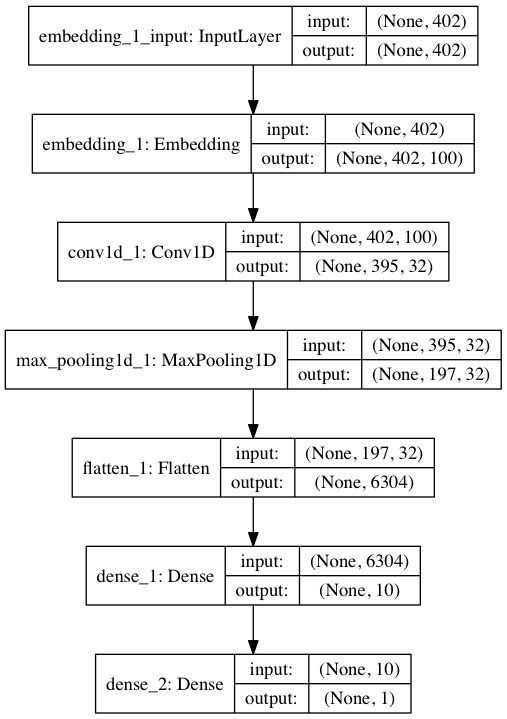 embedding_1_input: InputLayer
input: (None, 402)
output: (None, 402)
embedding_1: Embedding
input: (None, 402)
output: (None, 402, 100)
conv1d_1: Conv1D
input: (None, 402, 100)
output: (None, 395, 32)
max_pooling1d_1: MaxPooling1D
input: (None, 395, 32)
output: (None, 197, 32)
flatten_1: Flatten
input: (None, 197, 32)
output: (None, 6304)
dense_1: Dense
input: (None, 6304)
output: (None, 10)
dense_2: Dense
input: (None, 10)
output: (None, 1)